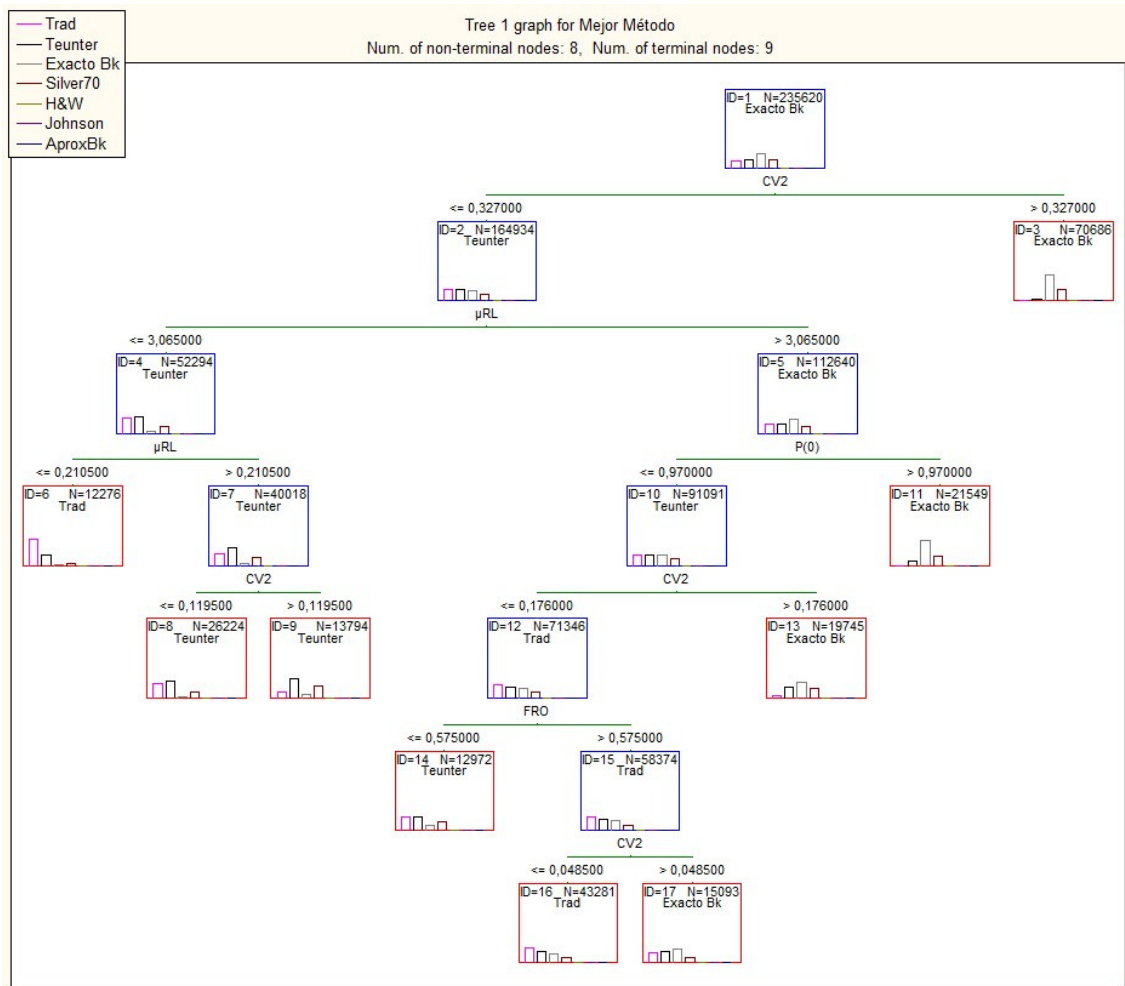 Trad
Teunter
Exacto Bk
Silver70
H&W
Johnson
AproxBk
Tree 1 graph for Mejor Método
Num. of non-terminal nodes: 8,  Num. of terminal nodes: 9
ID=1 N=235620
Exacto Bk
CV2
<= 0,327000
> 0,327000
ID=2 N=164934
Teunter
ID=3 N=70686
Exacto Bk
µRL
<= 3,065000
> 3,065000
ID=4 N=52294
Teunter
ID=5 N=112640
Exacto Bk
µRL
P(0)
<= 0,210500
> 0,210500
<= 0,970000
> 0,970000
ID=6 N=12276
Trad
ID=7 N=40018
Teunter
ID=10 N=91091
Teunter
ID=11 N=21549
Exacto Bk
CV2
CV2
<= 0,119500
> 0,119500
<= 0,176000
> 0,176000
ID=8 N=26224
Teunter
ID=9 N=13794
Teunter
ID=12 N=71346
Trad
ID=13 N=19745
Exacto Bk
FRO
<= 0,575000
> 0,575000
ID=14 N=12972
Teunter
ID=15 N=58374
Trad
CV2
<= 0,048500
> 0,048500
ID=16 N=43281
Trad
ID=17 N=15093
Exacto Bk